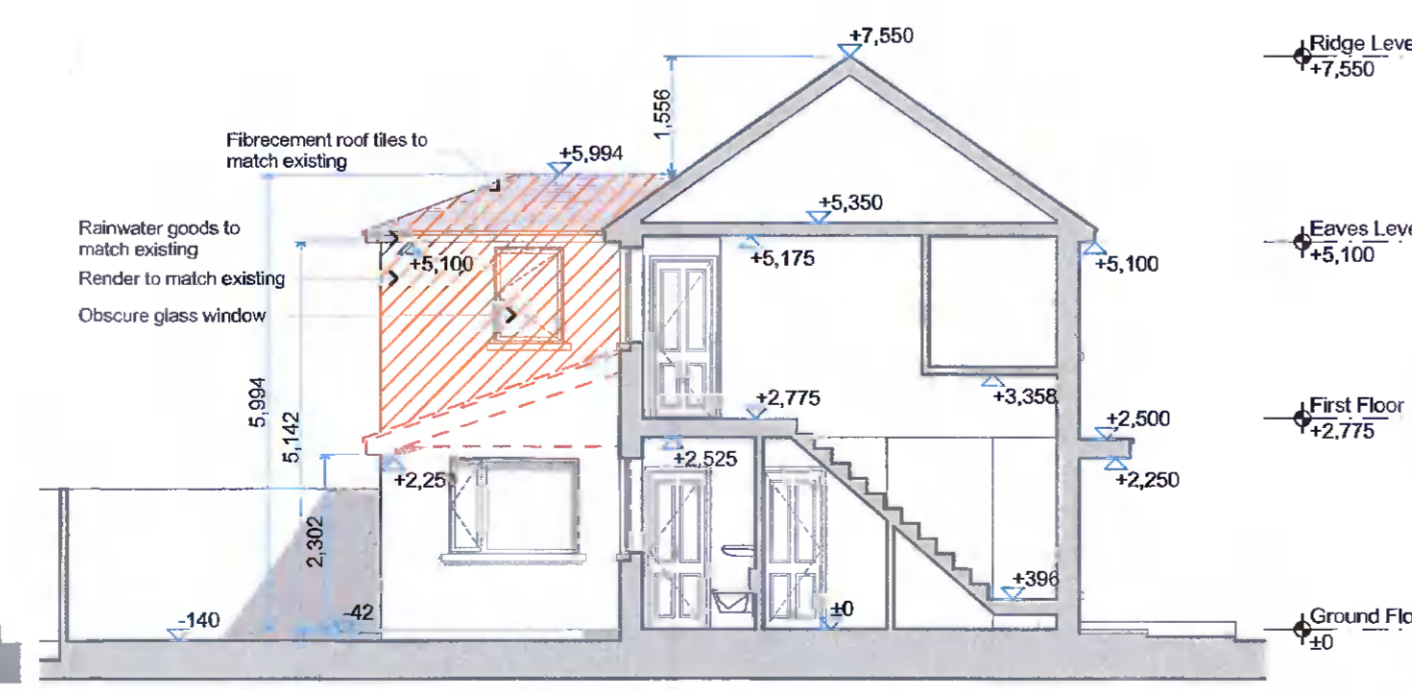 +7,550
Ridge Leve
+7,550
1,556
Fibrecement roof tiles to
match existing
+5,994
+5,350
Rainwater goods to
match existing
Eaves Leve
+5,100
+5,100
+5,175
+5,100
Render to match existing
Obscure glass window
5,994
5,142
+3,358
+2,775
First Floor
+2,775
+2,500
+2,525
+2,25
+2,250
2,302
+396
-140
-42
±0
Ground Flo
±0